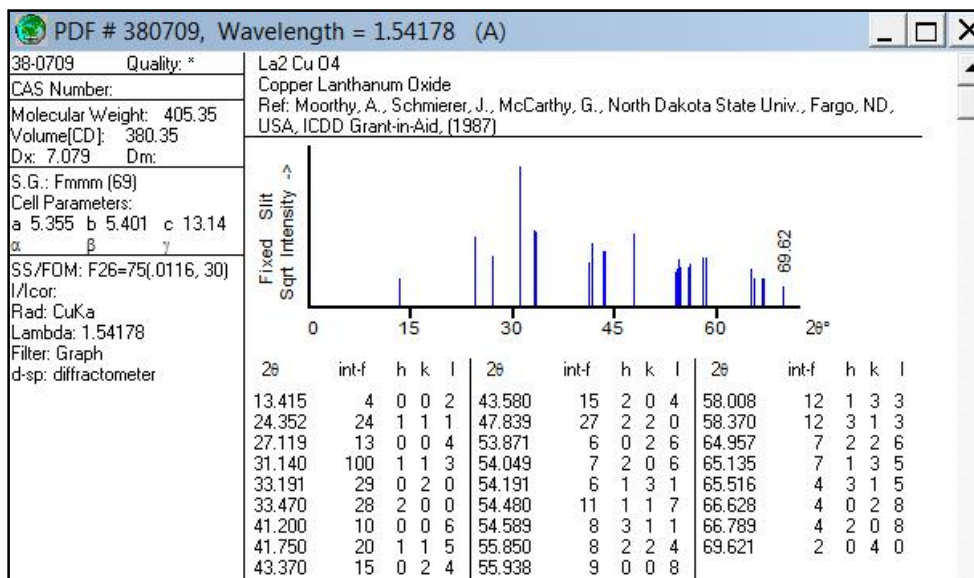 PDF # 380709, Wavelength = 1.54178 (A)
38-0709 Quality: *
CAS Number:
Molecular Weight: 405.35
Volume[CD]: 380.35
Dx: 7.079 Dm:
S.G.: Fmmm (69)
Cell Parameters:
a 5.355 b 5.401 c 13.14
α β γ
SS/FOM: F26=75(.0116, 30)
I/Icor:
Rad: CuKa
Lambda: 1.54178
Filter: Graph
d-sp: diffractometer
La2 Cu O4
Copper Lanthanum Oxide
Ref: Moorthy, A., Schmierer, J., McCarthy, G., North Dakota State Univ., Fargo, ND,
USA, ICDD Grant-in-Aid, (1987)
Fixed Slit
Sqrt Intensity ->
69.62
0 15 30 45 60 2θ°
2θ int-f h k l 2θ int-f h k l 2θ int-f h k l
13.415 4 0 0 2 43.580 15 2 0 4 58.008 12 1 3 3
24.352 24 1 1 1 47.839 27 2 2 0 58.370 12 3 1 3
27.119 13 0 0 4 53.871 6 0 2 6 64.957 7 2 2 6
31.140 100 1 1 3 54.049 7 2 0 6 65.135 7 1 3 5
33.191 29 0 2 0 54.191 6 1 3 1 65.516 4 3 1 5
33.470 28 2 0 0 54.480 11 1 1 7 66.628 4 0 2 8
41.200 10 0 0 6 54.589 8 3 1 1 66.789 4 2 0 8
41.750 20 1 1 5 55.850 8 2 2 4 69.621 2 0 4 0
43.370 15 0 2 4 55.938 9 0 0 8